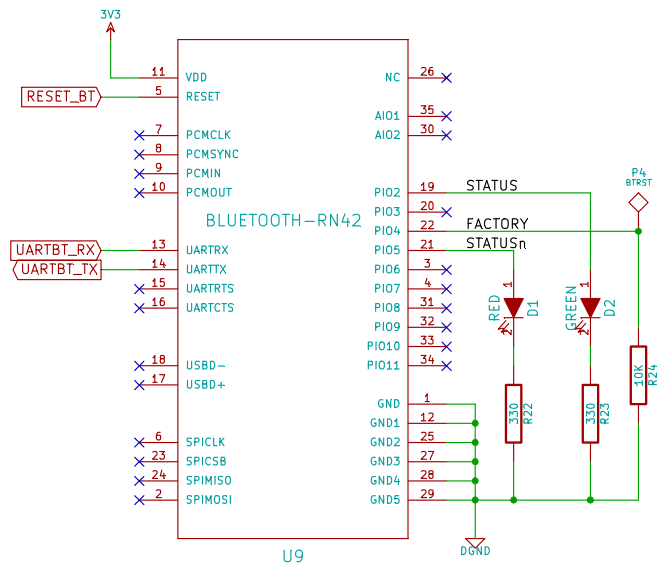 3V3
11 VDD
NC 26
RESET_BT 5 RESET
AIO1 35
7 PCMCLK
AIO2 30
8 PCMSYNC
9 PCMIN
10 PCMOUT
PIO2 19 STATUS
P4
BTRST
PIO3 20
BLUETOOTH-RN42
PIO4 22 FACTORY
UARTBT_RX 13 UARTRX
PIO5 21 STATUSn
UARTBT_TX 14 UARTTX
PIO6 3
15 UARTRTS
PIO7 4
16 UARTCTS
PIO8 31
PIO9 32
PIO10 33
18 USBD-
PIO11 34
17 USBD+
1
RED
D1
2
1
GREEN
D2
2
10K
R24
GND 1
330
R22
330
R23
GND1 12
6 SPICLK
GND2 25
23 SPICSB
GND3 27
24 SPIMISO
GND4 28
2 SPIMOSI
GND5 29
DGND
U9